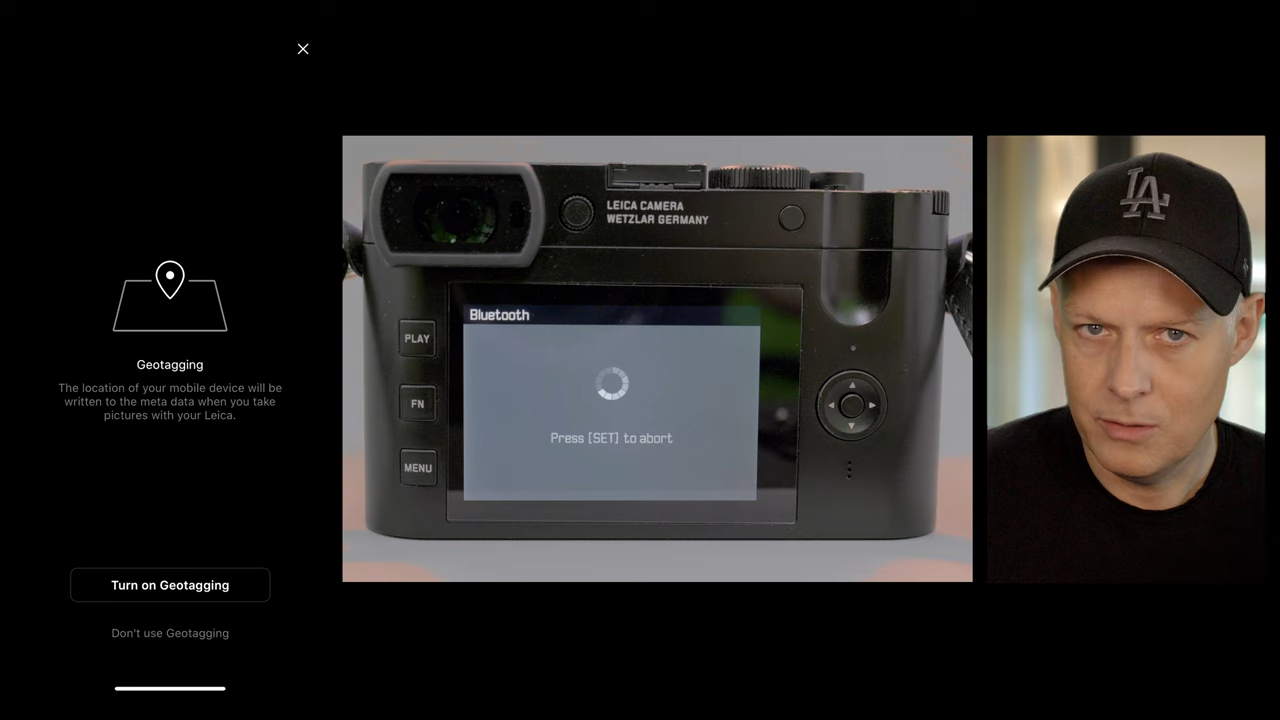 Geotagging
The location of your mobile device will be
written to the meta data when you take
pictures with your Leica.
Turn on Geotagging
Don't use Geotagging
LEICA CAMERA
WETZLAR GERMANY
Bluetooth
PLAY
FN
Press [SET] to abort
MENU
LA